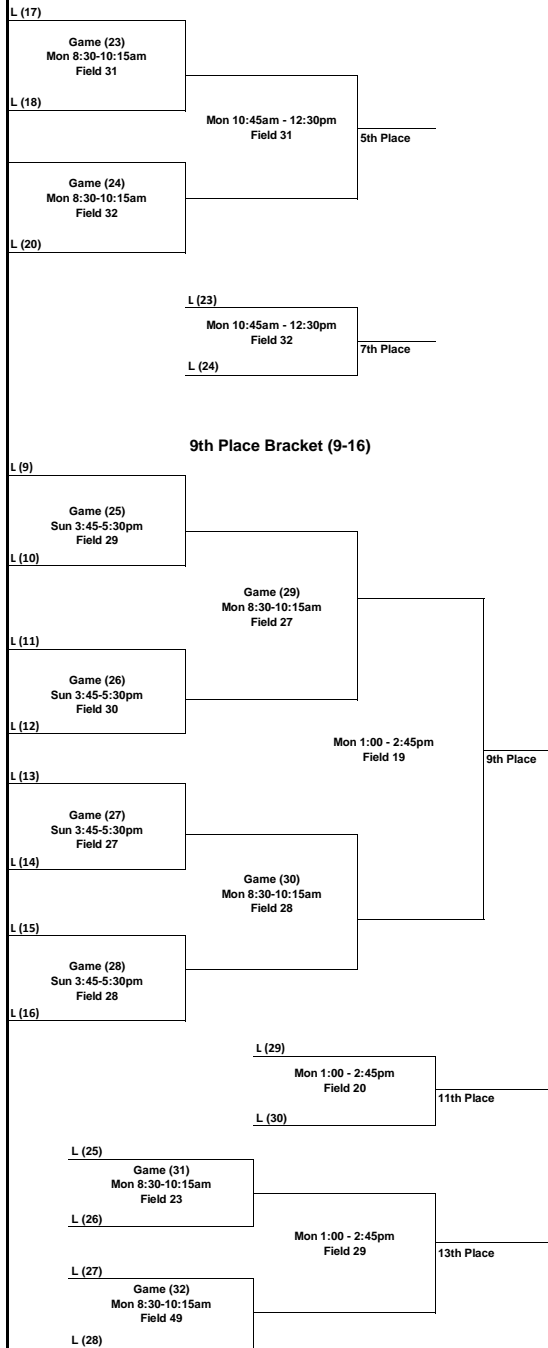 L (17)
Game (23)
Mon 8:30-10:15am
Field 31
L (18)
Mon 10:45am - 12:30pm
Field 31
5th Place
Game (24)
Mon 8:30-10:15am
Field 32
L (20)
L (23)
Mon 10:45am - 12:30pm
Field 32
7th Place
L (24)
9th Place Bracket (9-16)
L (9)
Game (25)
Sun 3:45-5:30pm
Field 29
L (10)
Game (29)
Mon 8:30-10:15am
Field 27
L (11)
Game (26)
Sun 3:45-5:30pm
Field 30
L (12)
Mon 1:00 - 2:45pm
Field 19
9th Place
L (13)
Game (27)
Sun 3:45-5:30pm
Field 27
L (14)
Game (30)
Mon 8:30-10:15am
Field 28
L (15)
Game (28)
Sun 3:45-5:30pm
Field 28
L (16)
L (29)
Mon 1:00 - 2:45pm
Field 20
11th Place
L (30)
L (25)
Game (31)
Mon 8:30-10:15am
Field 23
L (26)
Mon 1:00 - 2:45pm
Field 29
13th Place
L (27)
Game (32)
Mon 8:30-10:15am
Field 49
L (28)